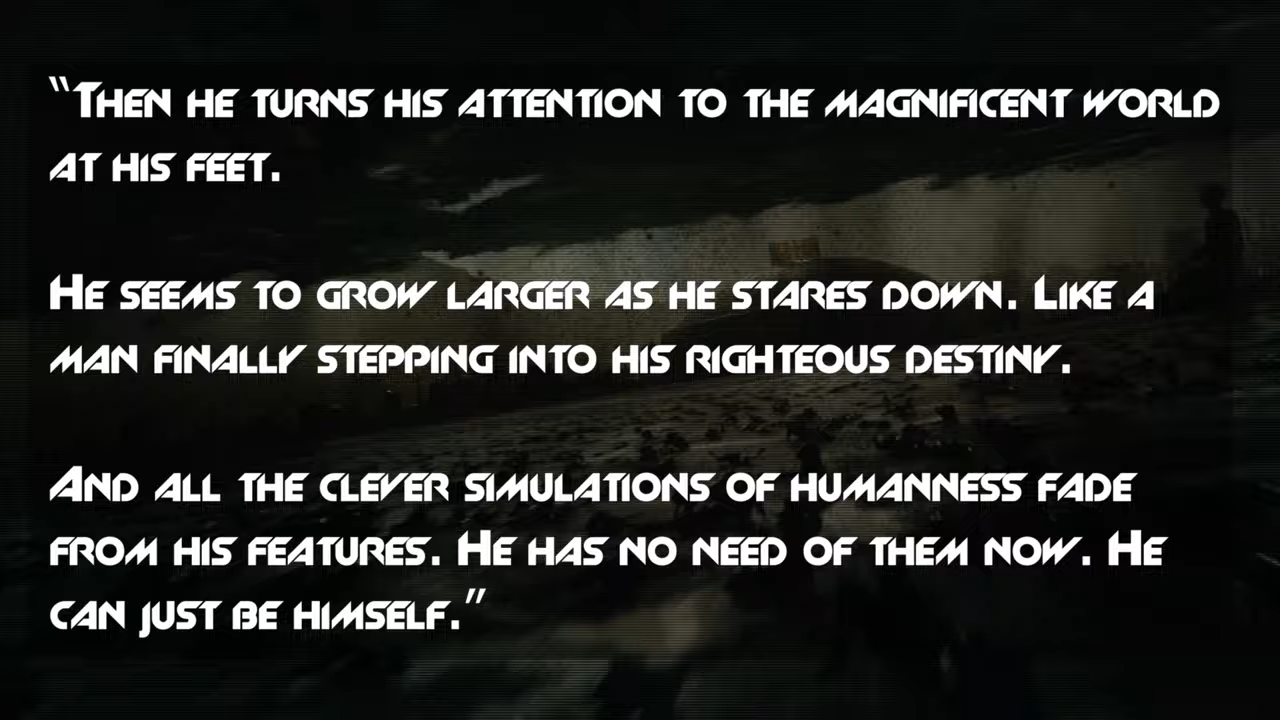 “Then he turns his attention to the magnificent world
at his feet.
He seems to grow larger as he stares down. Like a
man finally stepping into his righteous destiny.
And all the clever simulations of humanness fade
from his features. He has no need of them now. He
can just be himself.”